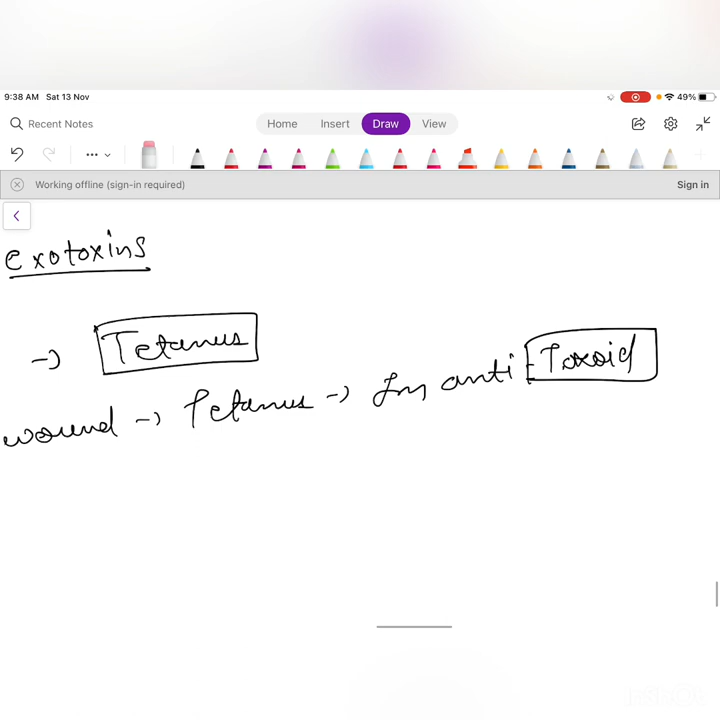 9:38 AM Sat 13 Nov
49%
Recent Notes
Home Insert Draw View
Working offline (sign-in required)
Sign in
exotoxins
→ Tetanus
wound → Tetanus → anti - Toxoid